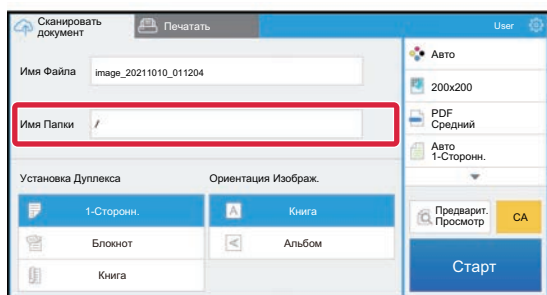 Сканировать
документ
Печатать
User
Имя Файла
image_20211010_011204
Имя Папки
/
Установка Дуплекса
Ориентация Изображ.
1-Сторонн.
A
Книга
Блокнот
Альбом
Книга
Авто
200x200
PDF
Средний
Авто
1-Сторонн.
Предварит.
Просмотр
CA
Старт